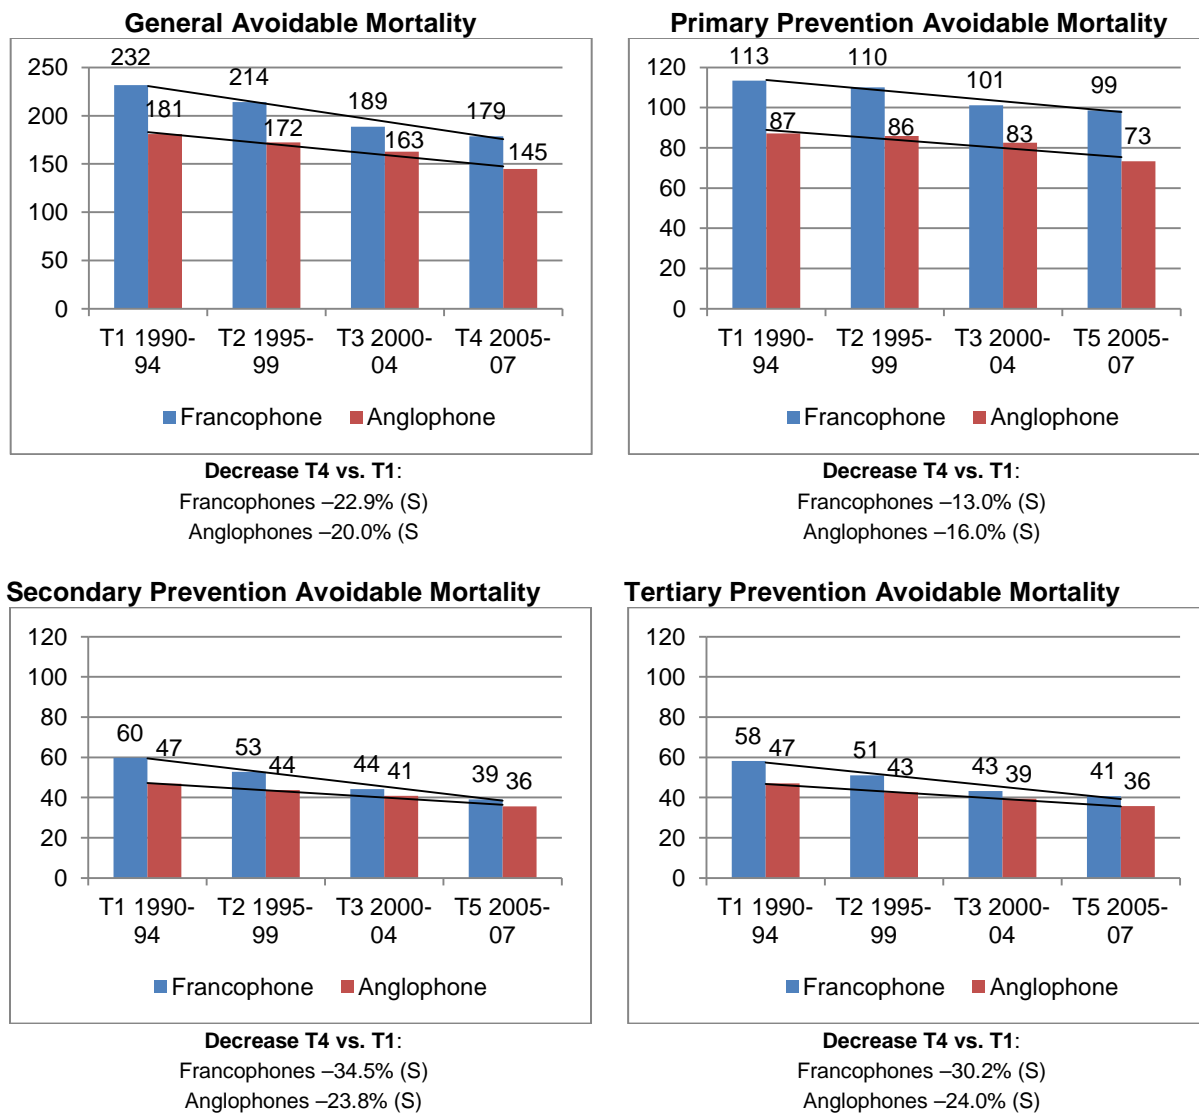 General Avoidable Mortality
250
200
150
100
50
0
232
181
214
172
189
163
179
145
T1 1990-
94
T2 1995-
99
T3 2000-
04
T4 2005-
07
Francophone
Anglophone
Decrease T4 vs. T1:
Francophones –22.9% (S)
Anglophones –20.0% (S
Primary Prevention Avoidable Mortality
120
100
80
60
40
20
0
113
87
110
86
101
83
99
73
T1 1990-
94
T2 1995-
99
T3 2000-
04
T5 2005-
07
Francophone
Anglophone
Decrease T4 vs. T1:
Francophones –13.0% (S)
Anglophones –16.0% (S)
Secondary Prevention Avoidable Mortality
120
100
80
60
40
20
0
60
47
53
44
44
41
39
36
T1 1990-
94
T2 1995-
99
T3 2000-
04
T5 2005-
07
Francophone
Anglophone
Decrease T4 vs. T1:
Francophones –34.5% (S)
Anglophones –23.8% (S)
Tertiary Prevention Avoidable Mortality
120
100
80
60
40
20
0
58
47
51
43
43
39
41
36
T1 1990-
94
T2 1995-
99
T3 2000-
04
T5 2005-
07
Francophone
Anglophone
Decrease T4 vs. T1:
Francophones –30.2% (S)
Anglophones –24.0% (S)